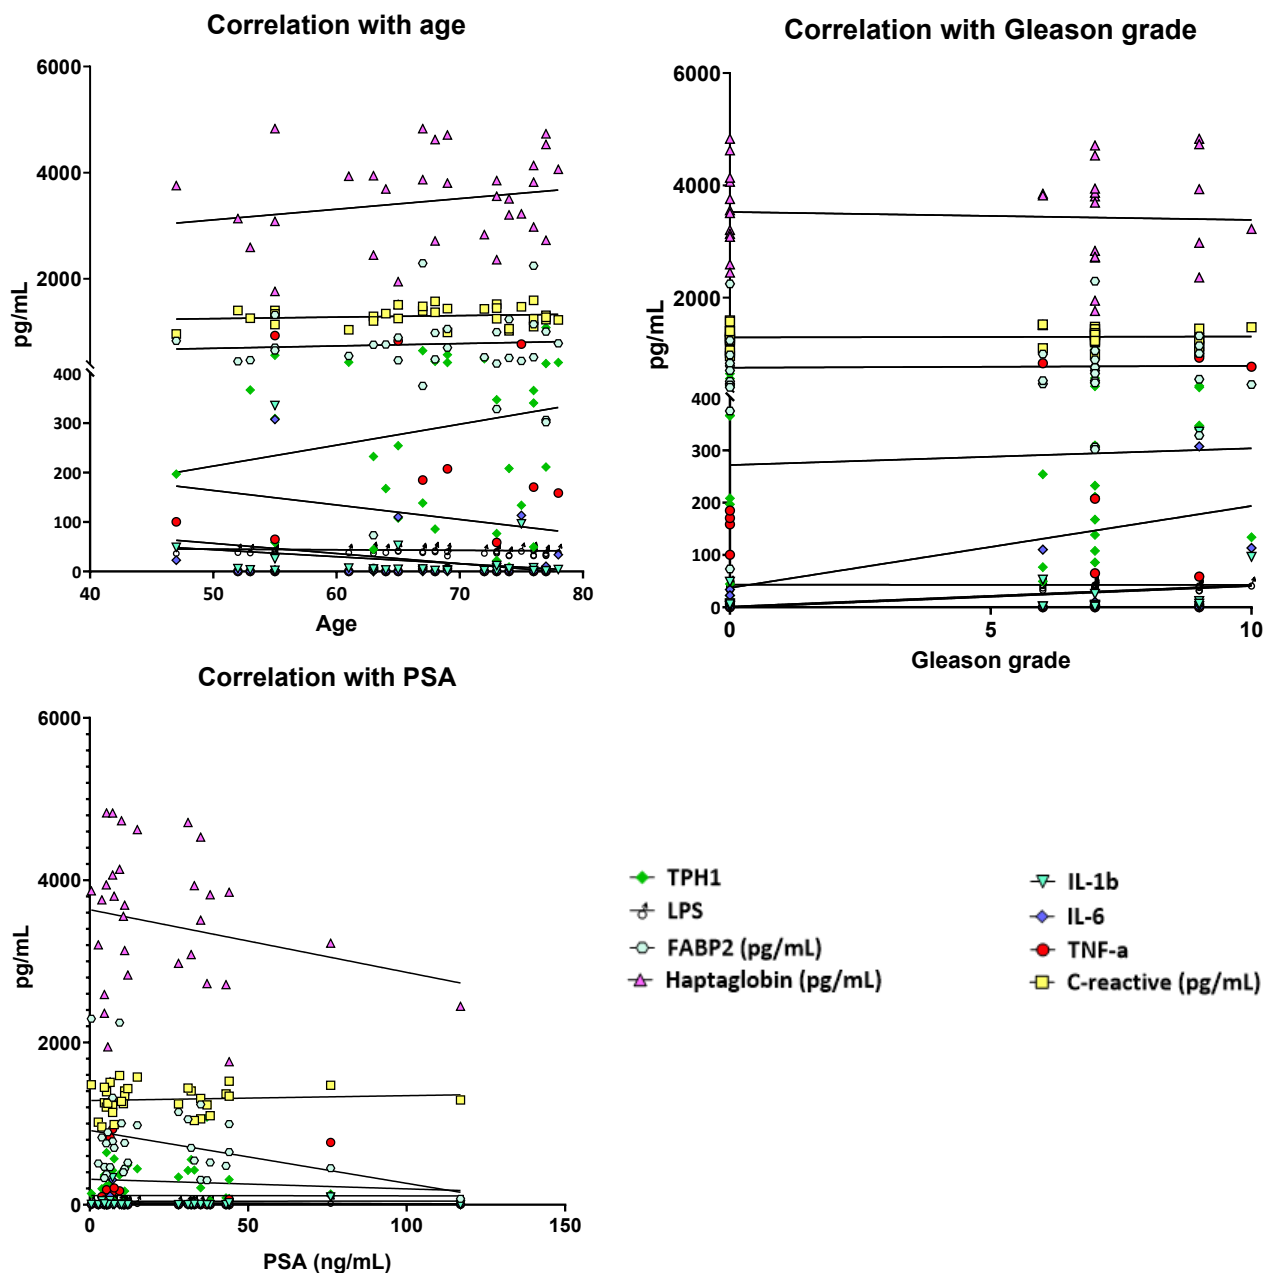 Correlation with age
6000
4000
2000
400
300
200
100
0
pg/mL
40
50
60
70
80
Age
Correlation with Gleason grade
6000
4000
2000
400
300
200
100
0
pg/mL
0
5
10
Gleason grade
Correlation with PSA
6000
4000
2000
0
pg/mL
0
50
100
150
PSA (ng/mL)
TPH1
LPS
FABP2 (pg/mL)
Haptaglobin (pg/mL)
IL-1b
IL-6
TNF-a
C-reactive (pg/mL)